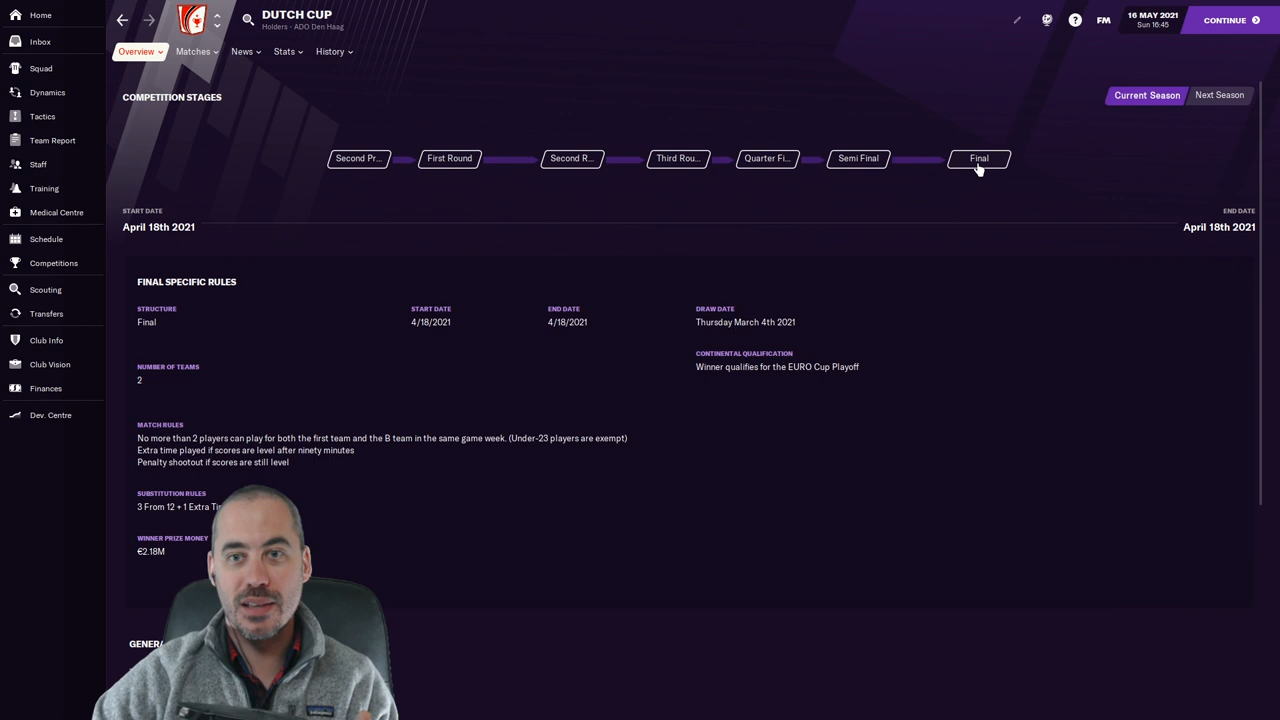 Home
DUTCH CUP
Holders - ADO Den Haag
FM
16 MAY 2021
Sun 16:45
CONTINUE
Inbox
Overview
Matches
News
Stats
History
Squad
Dynamics
Tactics
Team Report
Staff
Training
Medical Centre
Schedule
Competitions
Scouting
Transfers
Club Info
Club Vision
Finances
Dev. Centre
COMPETITION STAGES
Current Season
Next Season
Second Pr...
First Round
Second R...
Third Rou...
Quarter Fi...
Semi Final
Final
START DATE
April 18th 2021
END DATE
April 18th 2021
FINAL SPECIFIC RULES
STRUCTURE
Final
START DATE
4/18/2021
END DATE
4/18/2021
DRAW DATE
Thursday March 4th 2021
CONTINENTAL QUALIFICATION
Winner qualifies for the EURO Cup Playoff
NUMBER OF TEAMS
2
MATCH RULES
No more than 2 players can play for both the first team and the B team in the same game week. (Under-23 players are exempt)
Extra time played if scores are level after ninety minutes
Penalty shootout if scores are still level
SUBSTITUTION RULES
3 From 12 + 1 Extra
WINNER PRIZE MONEY
€2.18M
patagonia